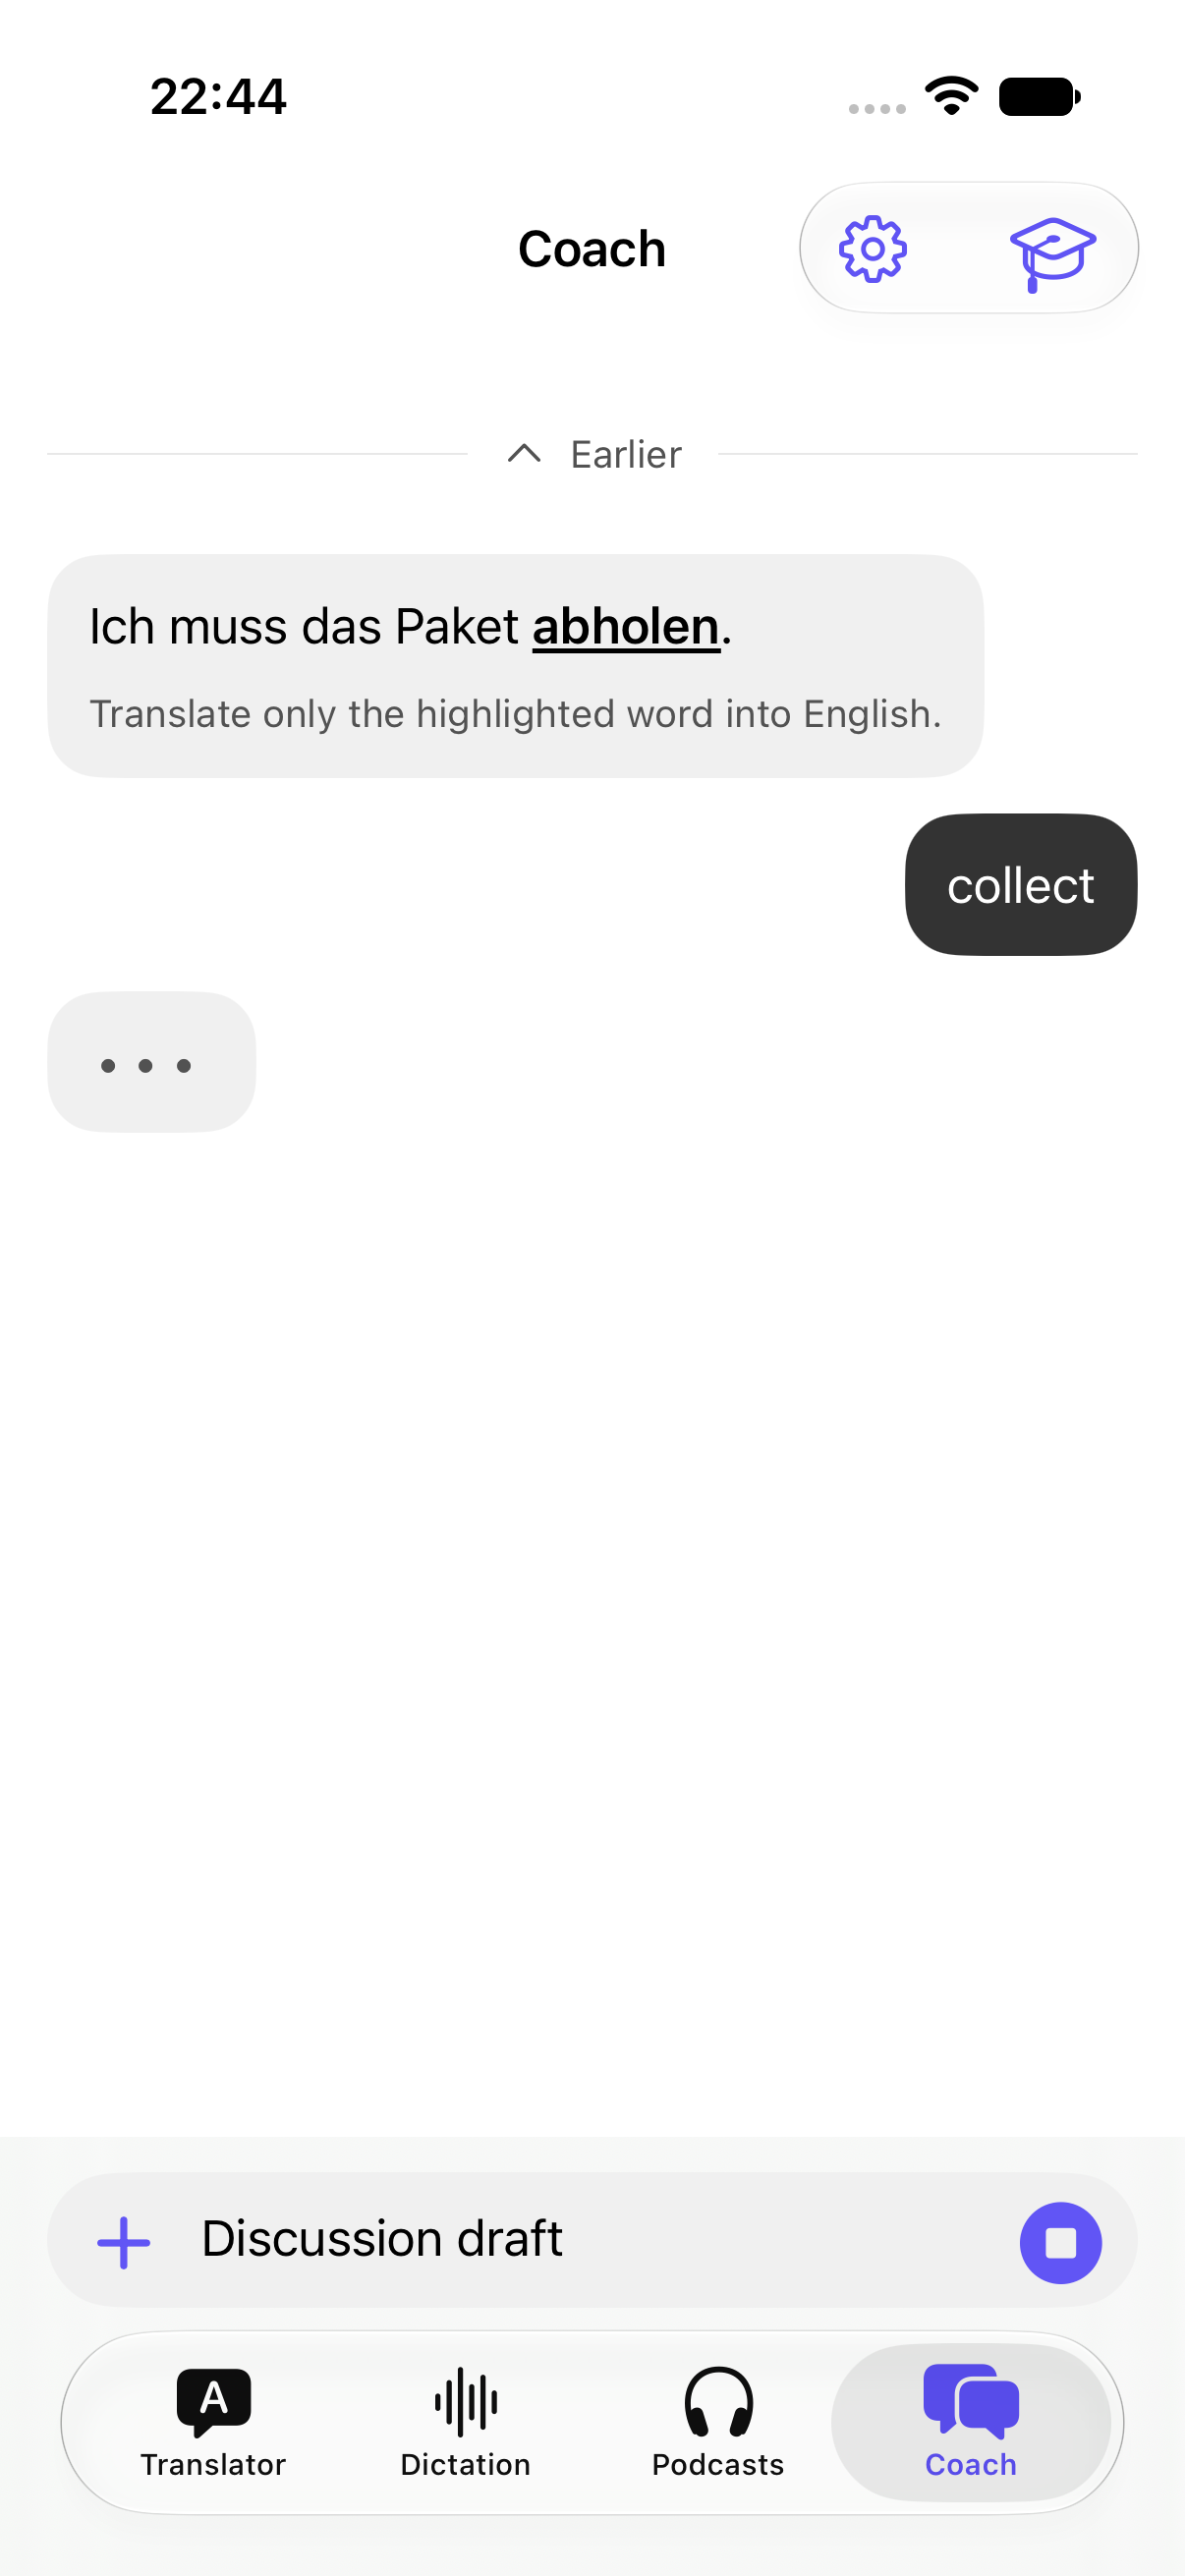 22:44
Coach
Earlier
Ich muss das Paket abholen.
Translate only the highlighted word into English.
collect
Discussion draft
A
Translator
Dictation
Podcasts
Coach